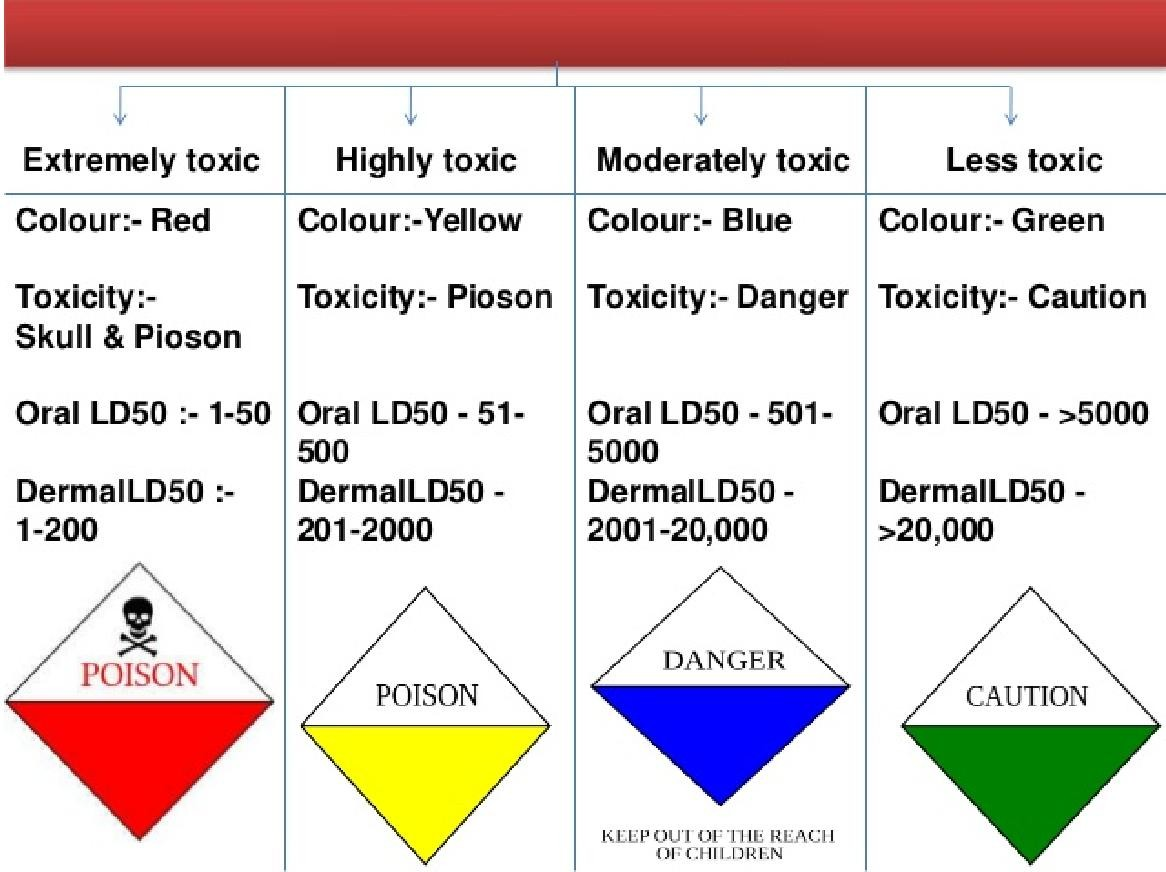 Extremely toxic
Colour:- Red
Toxicity:-
Skull & Pioson
Oral LD50 :- 1-50
DermalLD50 :-
1-200
POISON
Highly toxic
Colour:-Yellow
Toxicity:- Pioson
Oral LD50 - 51-
500
DermalLD50 -
201-2000
POISON
Moderately toxic
Colour:- Blue
Toxicity:- Danger
Oral LD50 - 501-
5000
DermalLD50 -
2001-20,000
DANGER
KEEP OUT OF THE REACH
OF CHILDREN
Less toxic
Colour:- Green
Toxicity:- Caution
Oral LD50 - >5000
DermalLD50 -
>20,000
CAUTION